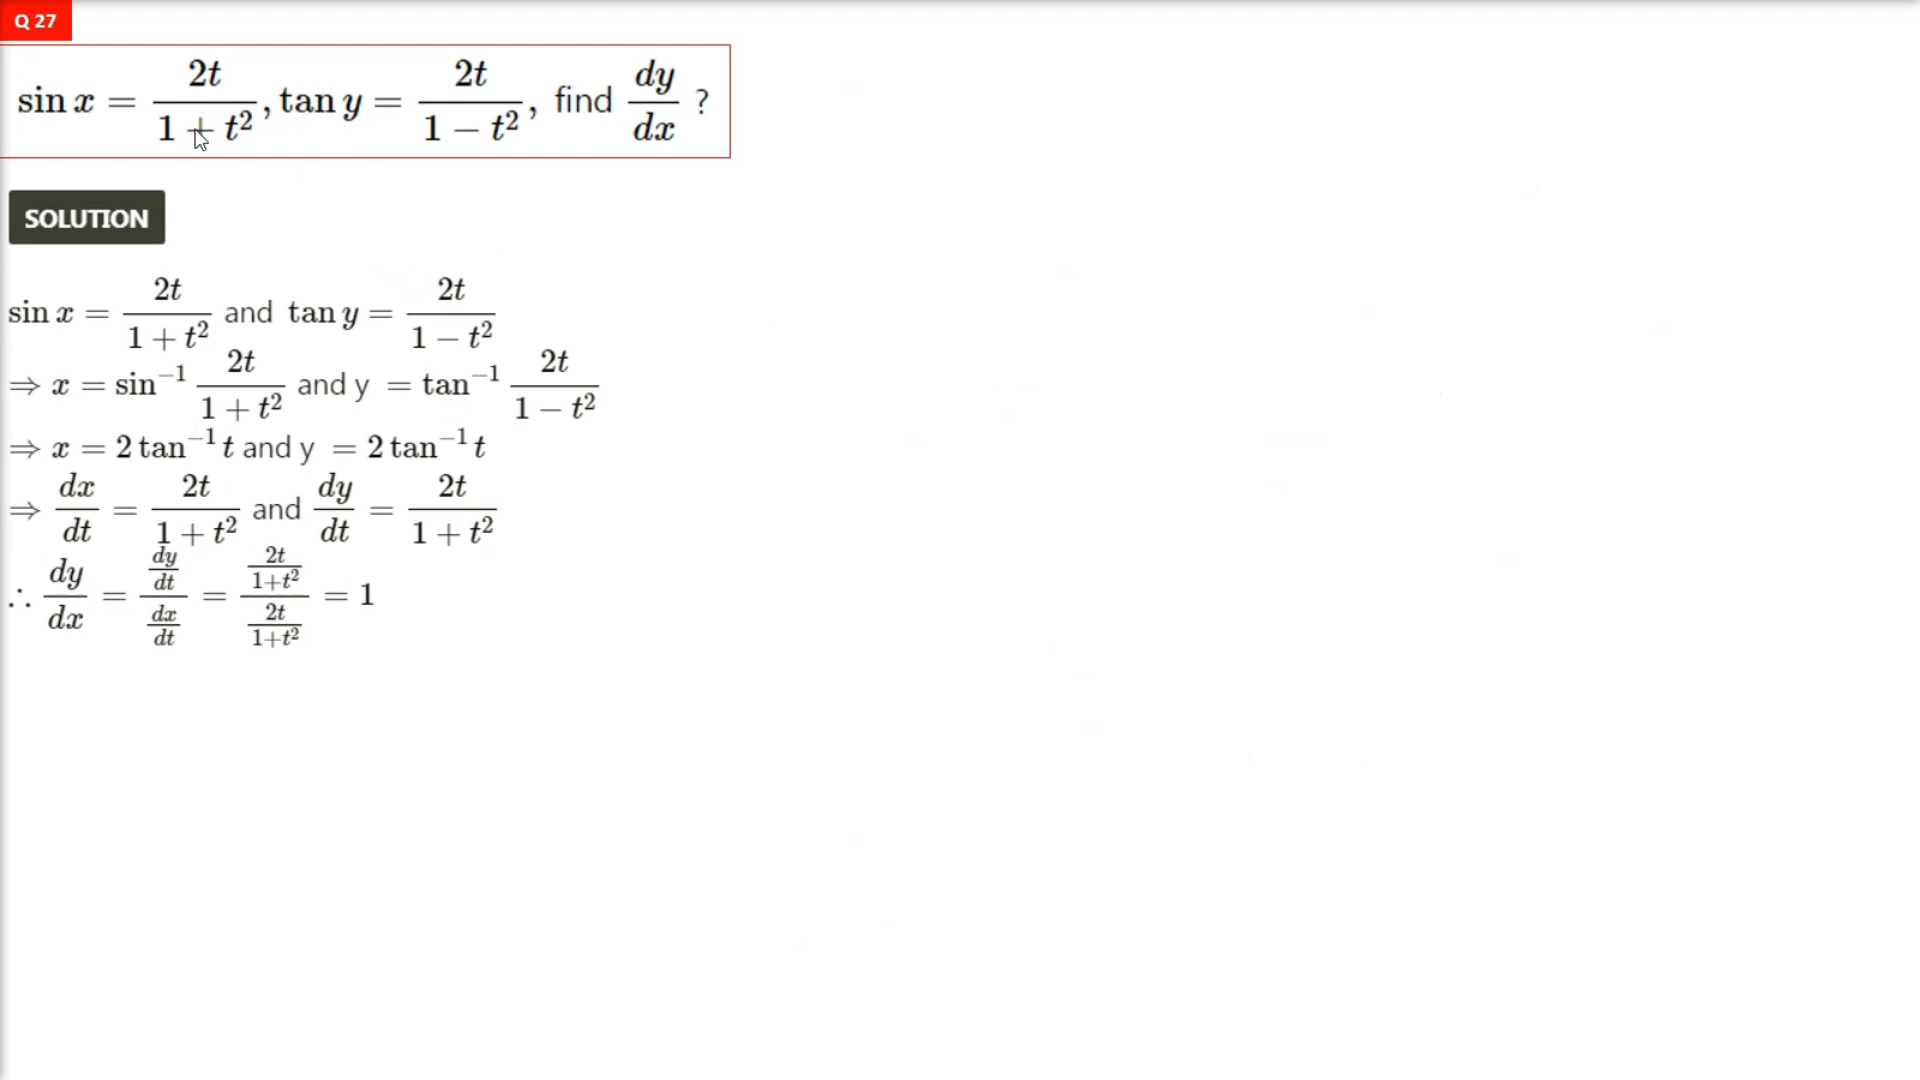 Q 27
sin x = 2t/(1 + t²), tan y = 2t/(1 − t²), find dy/dx ?
SOLUTION
sin x = 2t/(1 + t²) and tan y = 2t/(1 − t²)
⇒ x = sin⁻¹ 2t/(1 + t²) and y = tan⁻¹ 2t/(1 − t²)
⇒ x = 2 tan⁻¹ t and y = 2 tan⁻¹ t
⇒ dx/dt = 2t/(1 + t²) and dy/dt = 2t/(1 + t²)
∴ dy/dx = (dy/dt)/(dx/dt) = (2t/(1+t²))/(2t/(1+t²)) = 1